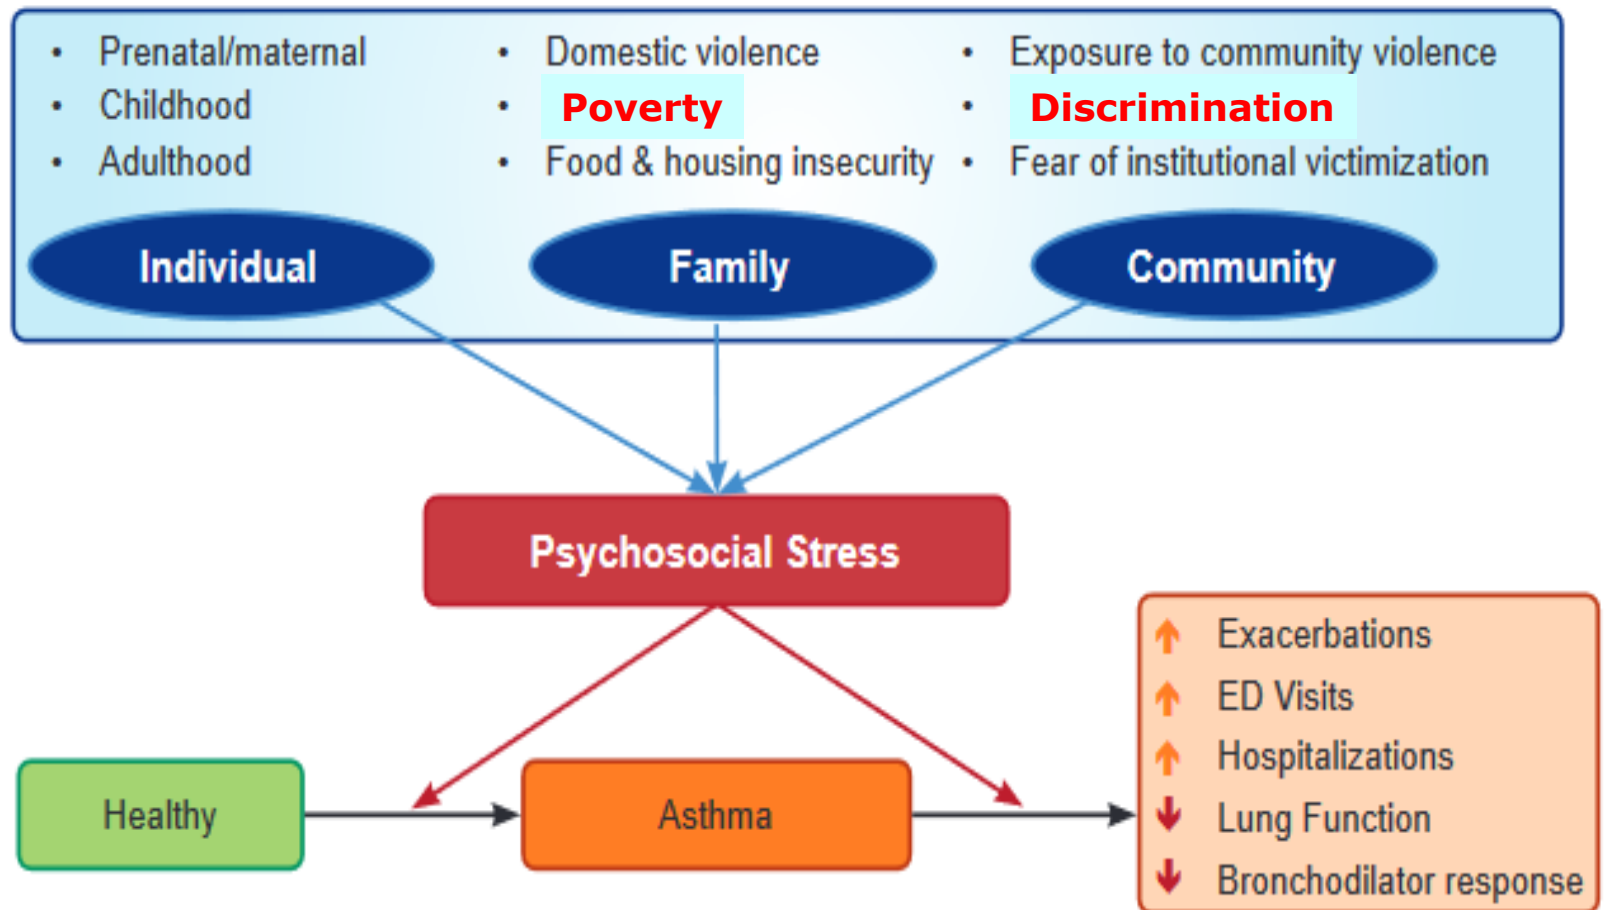 • Prenatal/maternal
• Childhood
• Adulthood
• Domestic violence
• Poverty
• Food & housing insecurity
• Exposure to community violence
• Discrimination
• Fear of institutional victimization
Individual
Family
Community
Psychosocial Stress
Healthy
Asthma
↑ Exacerbations
↑ ED Visits
↑ Hospitalizations
↓ Lung Function
↓ Bronchodilator response